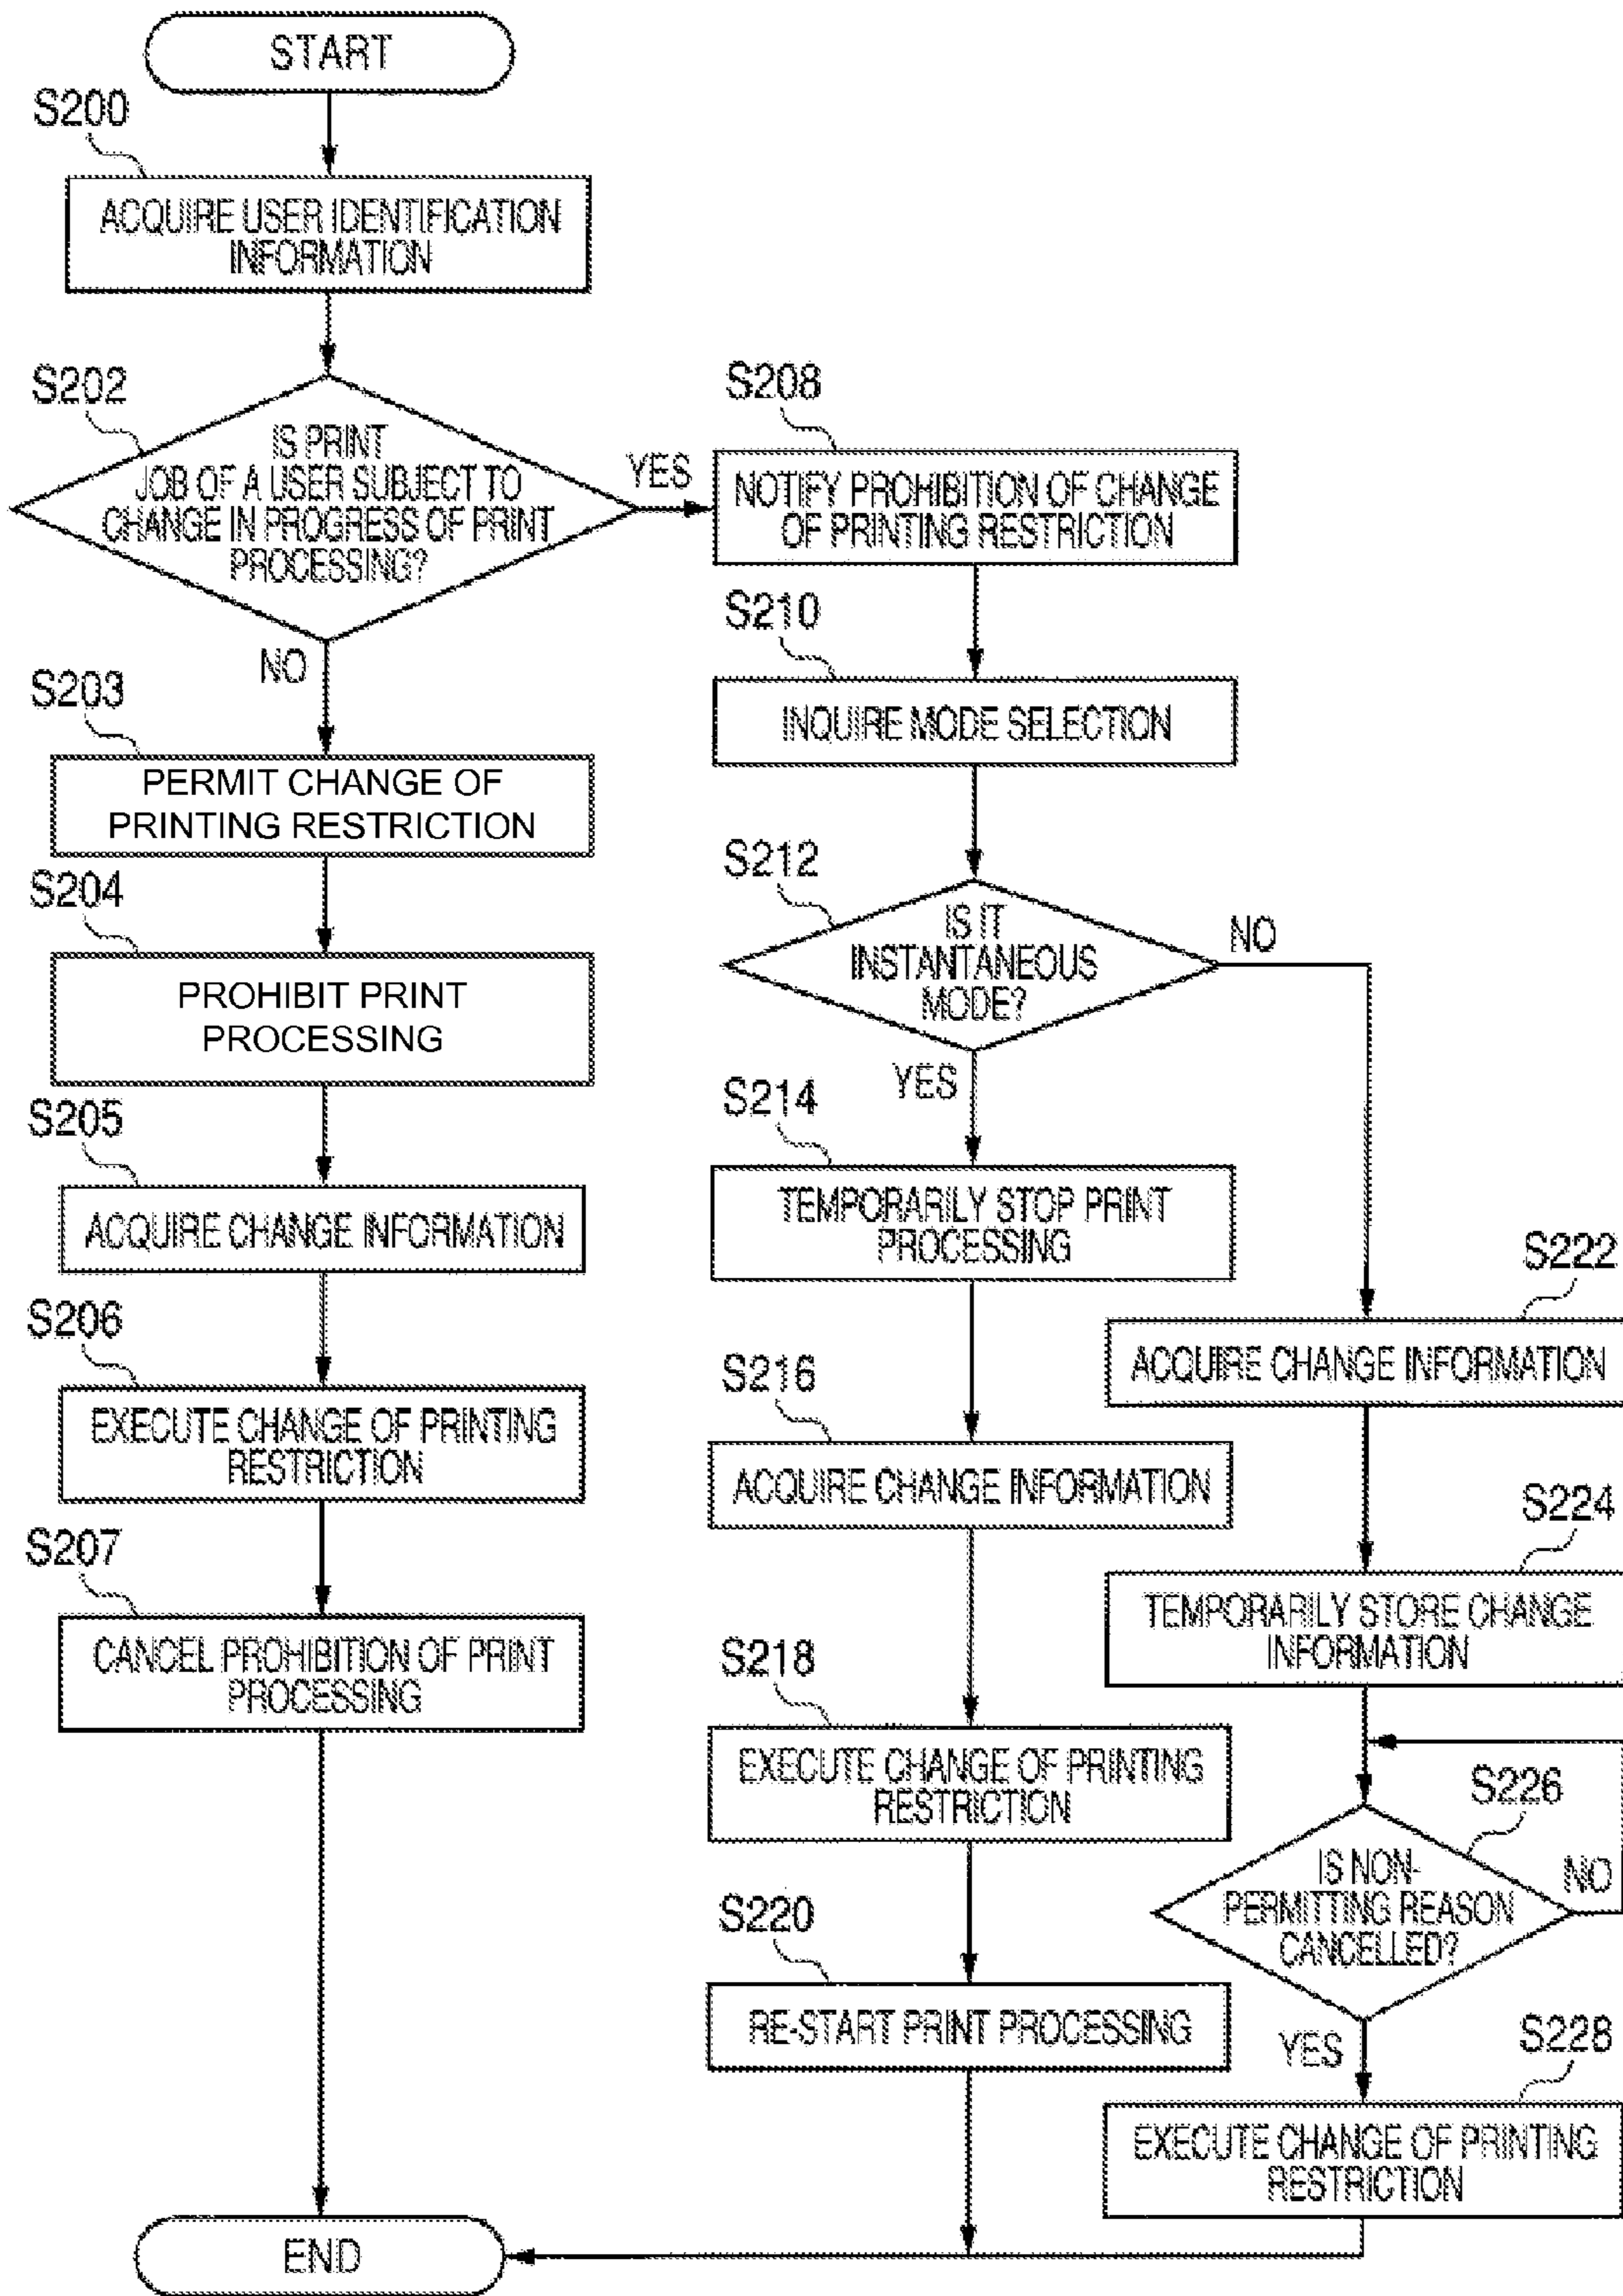 START
S200
ACQUIRE USER IDENTIFICATION
INFORMATION
S202
IS PRINT
JOB OF A USER SUBJECT TO
CHANGE IN PROGRESS OF PRINT
PROCESSING?
YES
NO
S203
PERMIT CHANGE OF
PRINTING RESTRICTION
S204
PROHIBIT PRINT
PROCESSING
S205
ACQUIRE CHANGE INFORMATION
S206
EXECUTE CHANGE OF PRINTING
RESTRICTION
S207
CANCEL PROHIBITION OF PRINT
PROCESSING
S208
NOTIFY PROHIBITION OF CHANGE
OF PRINTING RESTRICTION
S210
INQUIRE MODE SELECTION
S212
IS IT
INSTANTANEOUS
MODE?
NO
YES
S214
TEMPORARILY STOP PRINT
PROCESSING
S216
ACQUIRE CHANGE INFORMATION
S218
EXECUTE CHANGE OF PRINTING
RESTRICTION
S220
RE-START PRINT PROCESSING
S222
ACQUIRE CHANGE INFORMATION
S224
TEMPORARILY STORE CHANGE
INFORMATION
S226
IS NON-
PERMITTING REASON
CANCELLED?
NO
YES
S228
EXECUTE CHANGE OF PRINTING
RESTRICTION
END